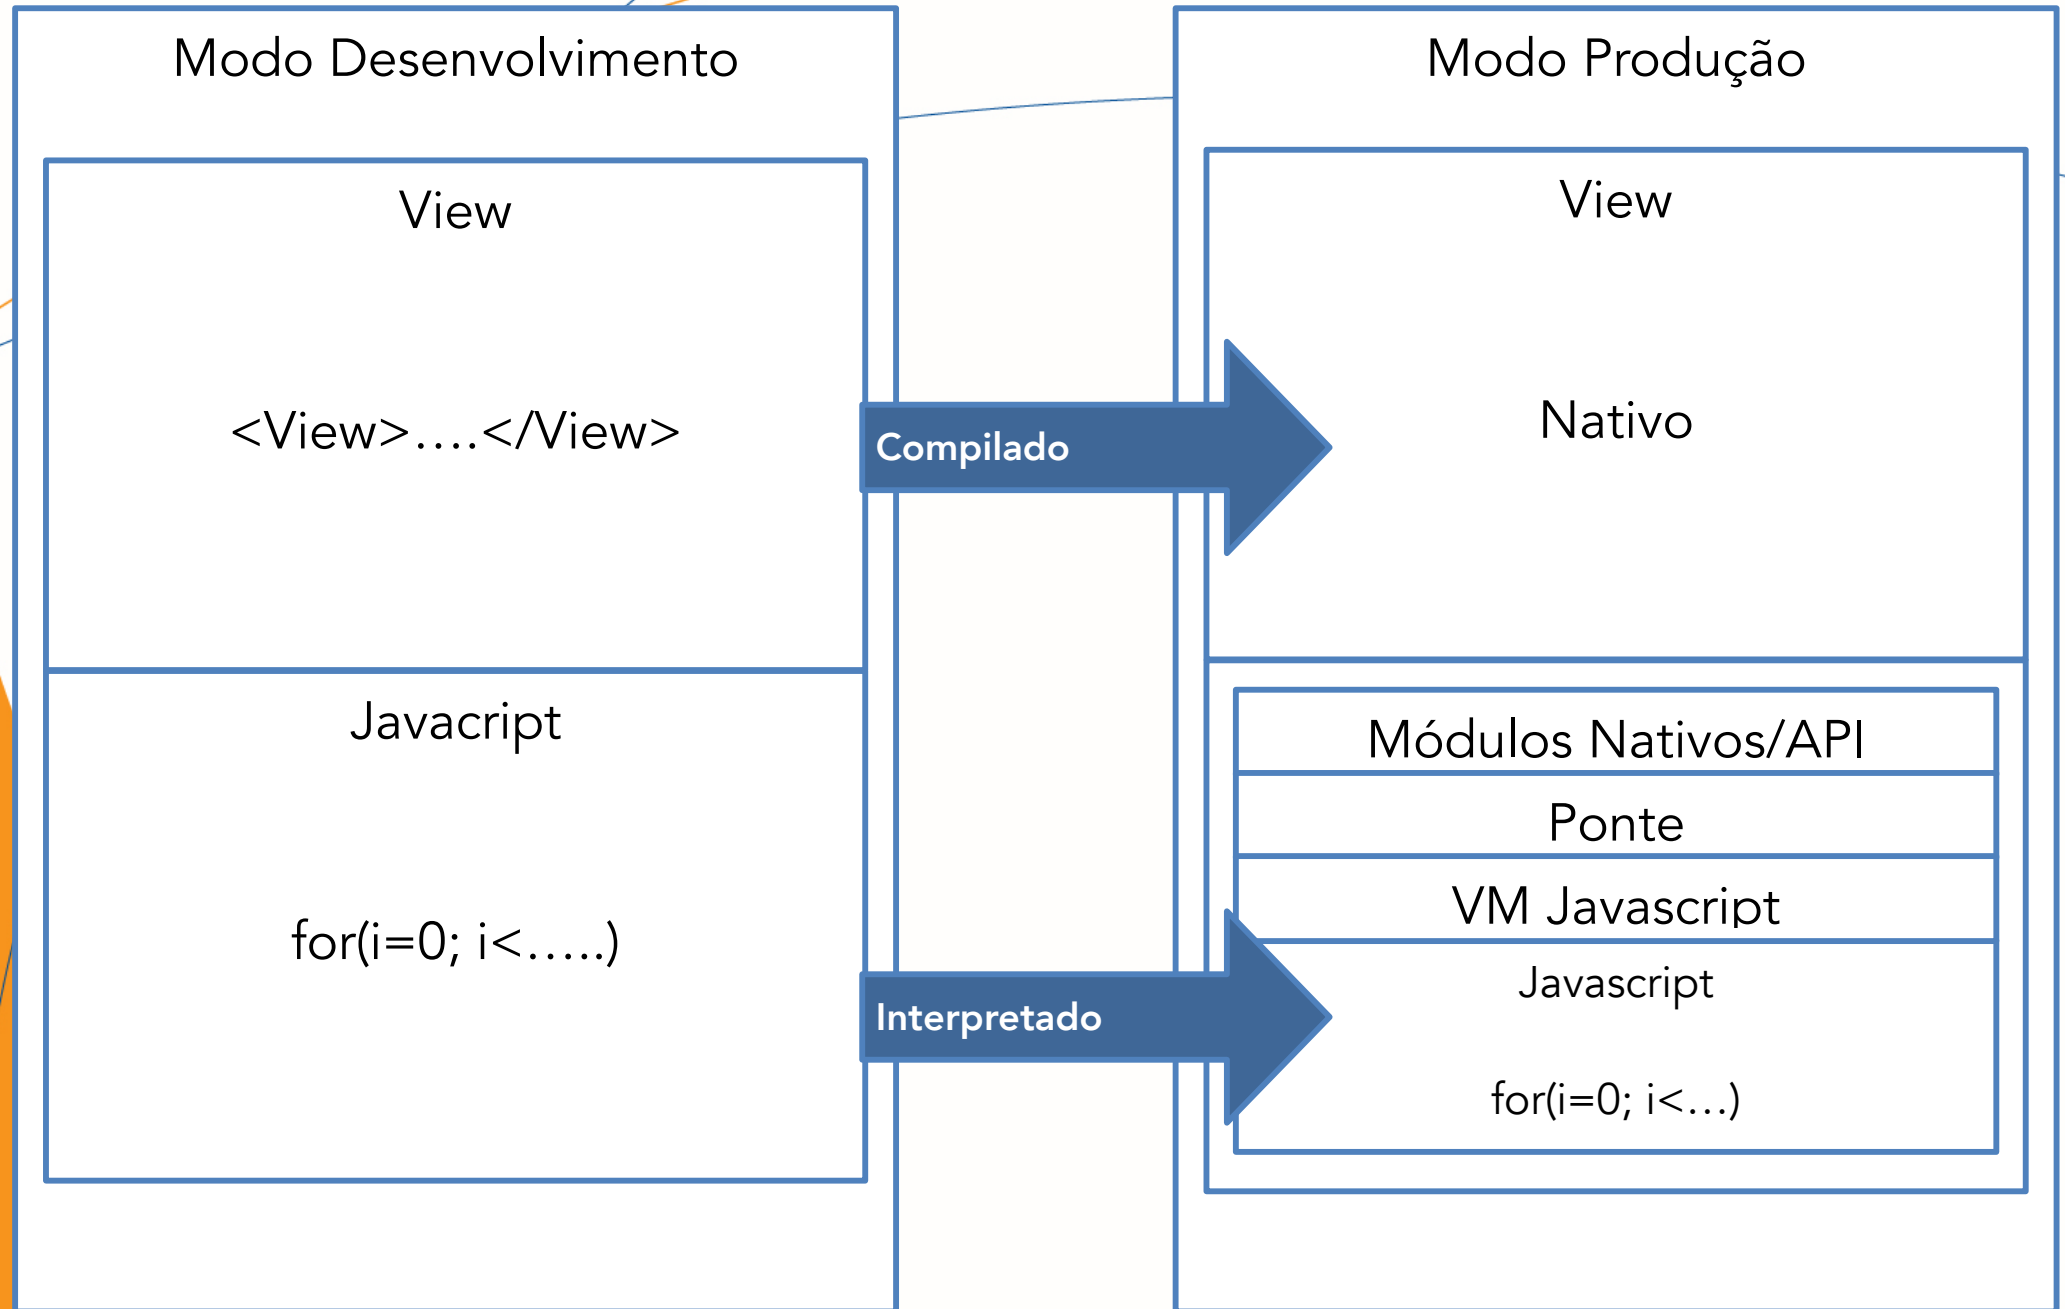 Modo Desenvolvimento
View
<View>….</View>
Javacript
for(i=0; i<…..)
Compilado
Interpretado
Modo Produção
View
Nativo
Módulos Nativos/API
Ponte
VM Javascript
Javascript
for(i=0; i<…)